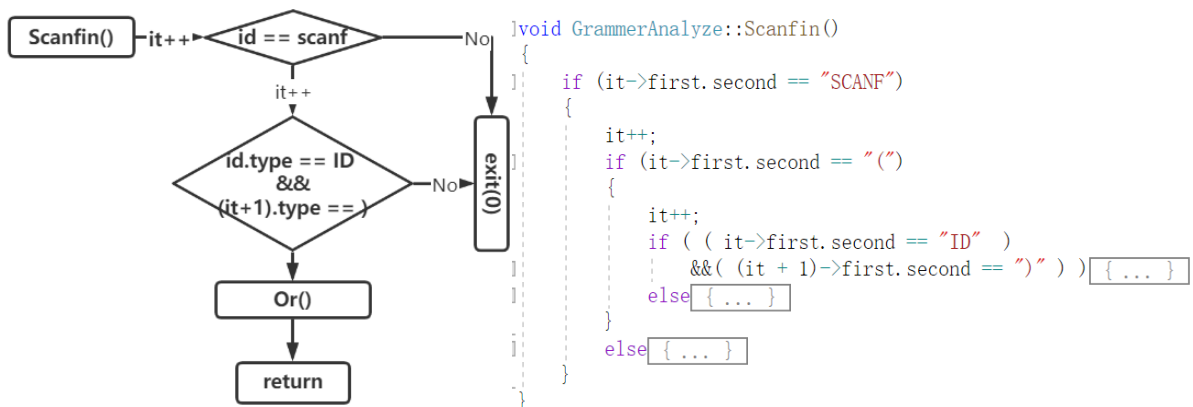 Scanfin()
it++
id == scanf
No
it++
id.type == ID
&&
(it+1).type == )
No
exit(0)
Or()
return
void GrammerAnalyze::Scanfin()
{
if (it->first.second == "SCANF")
{
it++;
if (it->first.second == "(")
{
it++;
if ( ( it->first.second == "ID" )
&&( (it + 1)->first.second == ")" ) ) { ... }
else { ... }
}
else { ... }
}
}